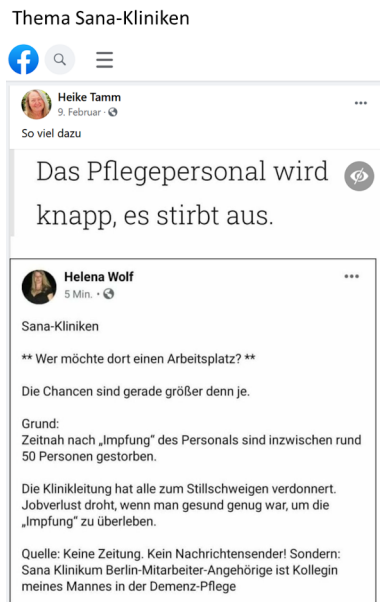 Thema Sana-Kliniken
Heike Tamm
9. Februar ·
So viel dazu
Das Pflegepersonal wird
knapp, es stirbt aus.
Helena Wolf
5 Min. ·
Sana-Kliniken
** Wer möchte dort einen Arbeitsplatz? **
Die Chancen sind gerade größer denn je.
Grund:
Zeitnah nach „Impfung“ des Personals sind inzwischen rund
50 Personen gestorben.
Die Klinikleitung hat alle zum Stillschweigen verdonnert.
Jobverlust droht, wenn man gesund genug war, um die
„Impfung“ zu überleben.
Quelle: Keine Zeitung. Kein Nachrichtensender! Sondern:
Sana Klinikum Berlin-Mitarbeiter-Angehörige ist Kollegin
meines Mannes in der Demenz-Pflege